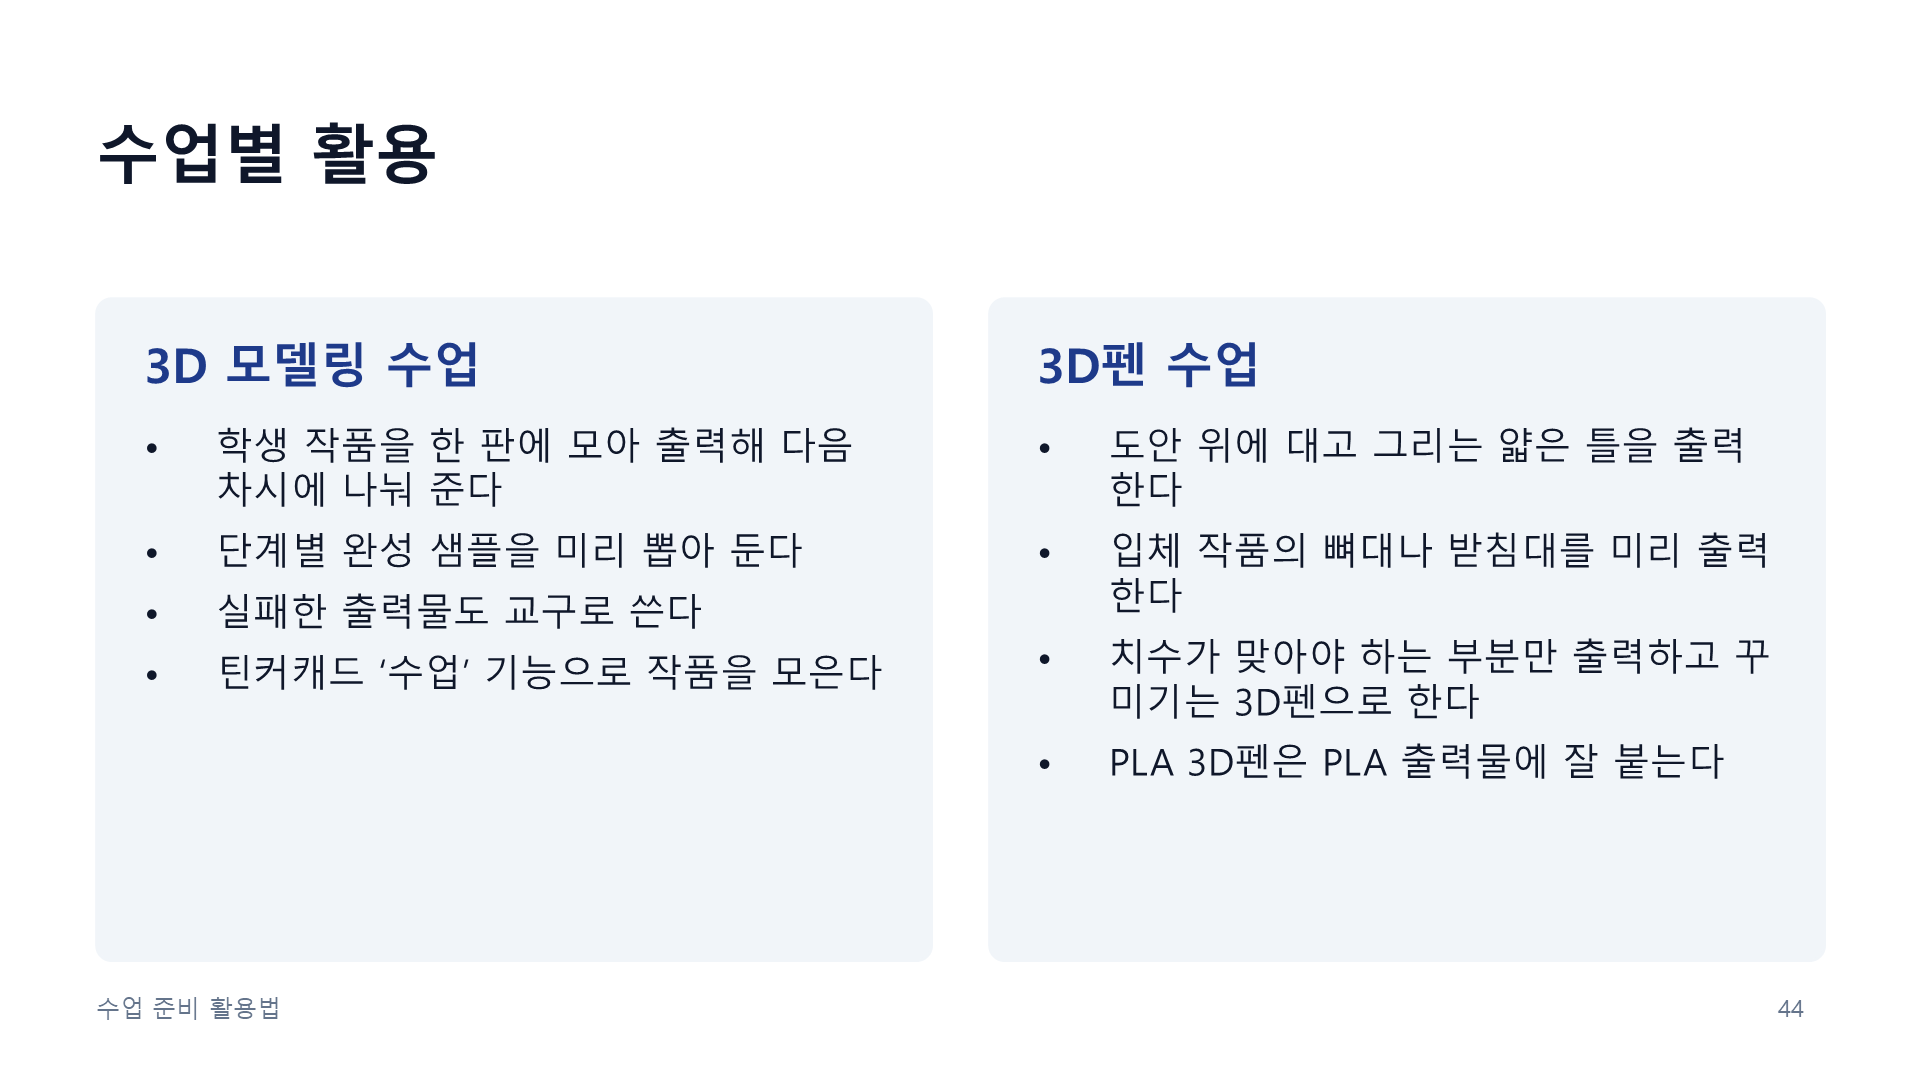 수업별 활용
3D 모델링 수업
• 학생 작품을 한 판에 모아 출력해 다음
차시에 나눠 준다
• 단계별 완성 샘플을 미리 뽑아 둔다
• 실패한 출력물도 교구로 쓴다
• 틴커캐드 ‘수업’ 기능으로 작품을 모은다
3D펜 수업
• 도안 위에 대고 그리는 얇은 틀을 출력
한다
• 입체 작품의 뼈대나 받침대를 미리 출력
한다
• 치수가 맞아야 하는 부분만 출력하고 꾸
미기는 3D펜으로 한다
• PLA 3D펜은 PLA 출력물에 잘 붙는다
수업 준비 활용법
44